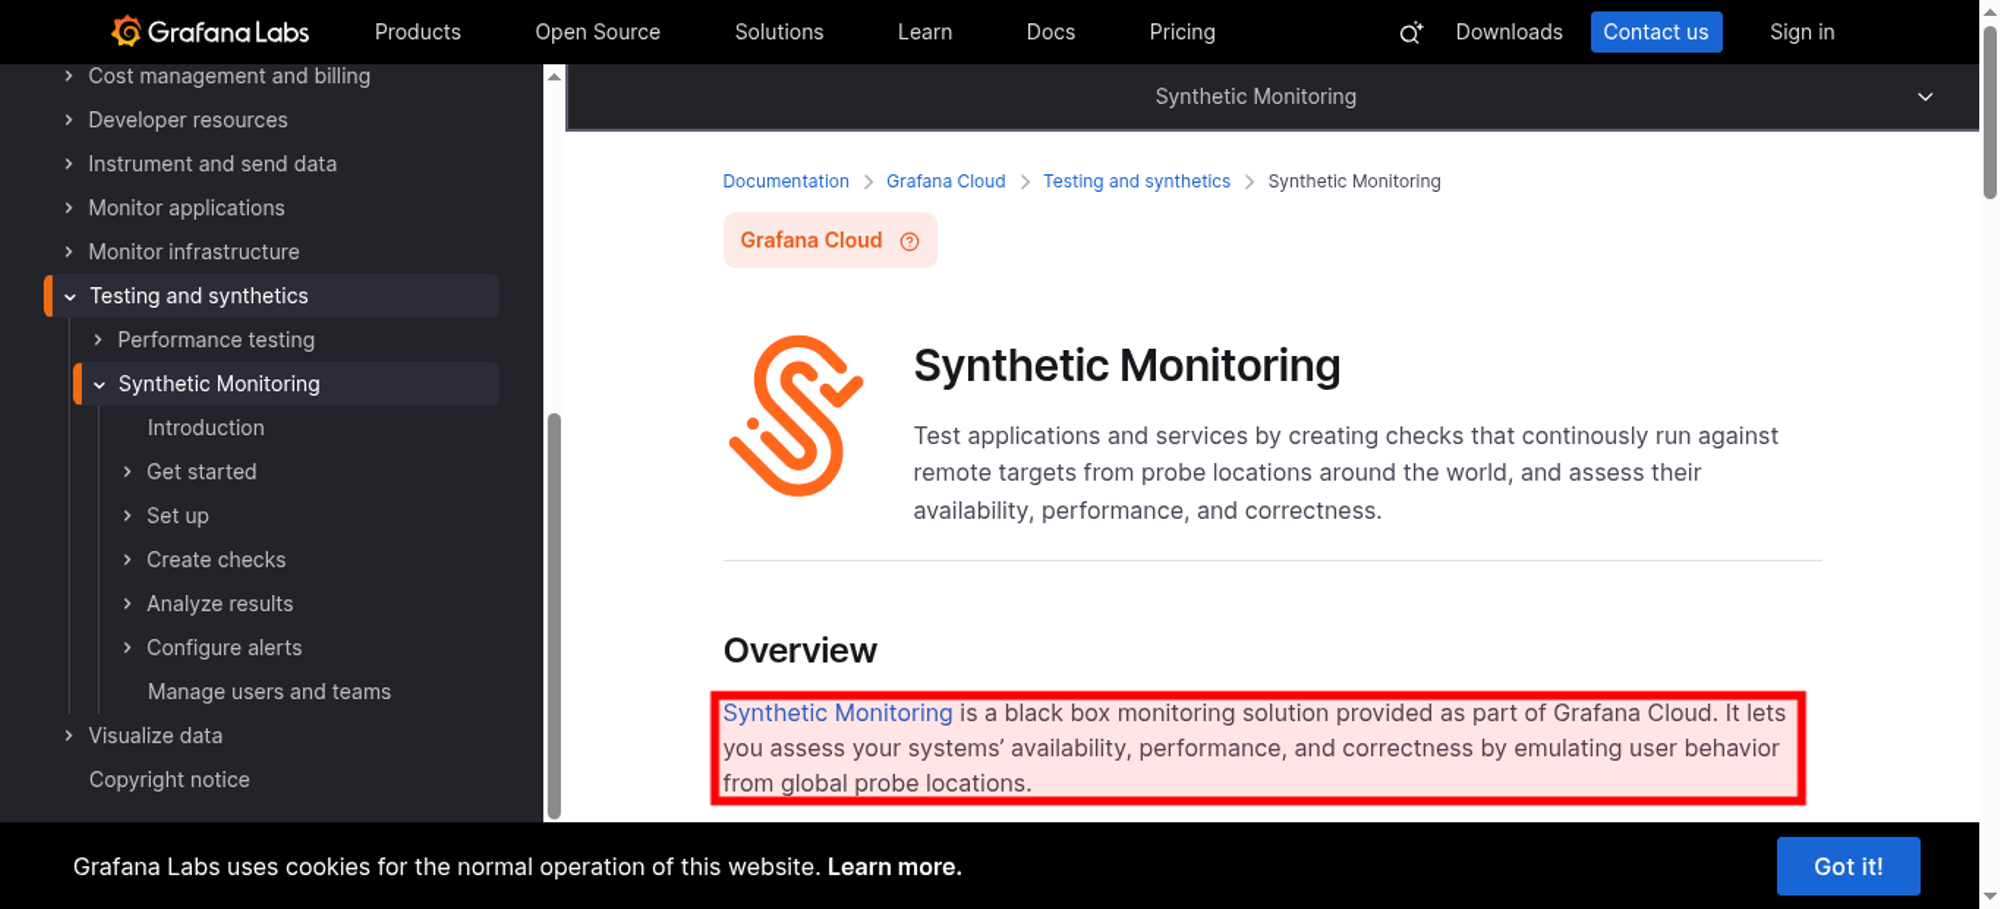 Grafana Labs
Products
Open Source
Solutions
Learn
Docs
Pricing
Downloads
Contact us
Sign in
Cost management and billing
Developer resources
Instrument and send data
Monitor applications
Monitor infrastructure
Testing and synthetics
Performance testing
Synthetic Monitoring
Introduction
Get started
Set up
Create checks
Analyze results
Configure alerts
Manage users and teams
Visualize data
Copyright notice
Synthetic Monitoring
Documentation > Grafana Cloud > Testing and synthetics > Synthetic Monitoring
Grafana Cloud
Synthetic Monitoring
Test applications and services by creating checks that continously run against
remote targets from probe locations around the world, and assess their
availability, performance, and correctness.
Overview
Synthetic Monitoring is a black box monitoring solution provided as part of Grafana Cloud. It lets
you assess your systems’ availability, performance, and correctness by emulating user behavior
from global probe locations.
Grafana Labs uses cookies for the normal operation of this website. Learn more.
Got it!